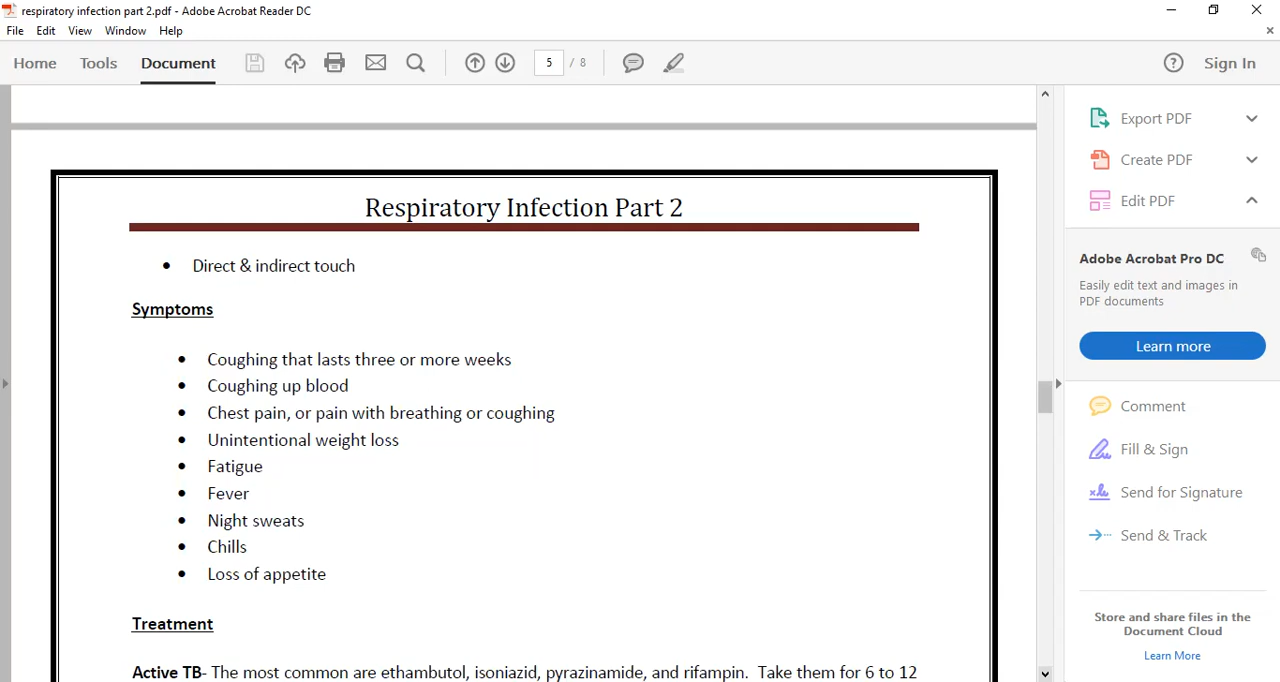 respiratory infection part 2.pdf - Adobe Acrobat Reader DC
File Edit View Window Help
Home Tools Document 5 / 8 Sign In
Export PDF
Create PDF
Edit PDF
Adobe Acrobat Pro DC
Easily edit text and images in
PDF documents
Learn more
Comment
Fill & Sign
Send for Signature
Send & Track
Store and share files in the
Document Cloud
Learn More
Respiratory Infection Part 2
• Direct & indirect touch
Symptoms
• Coughing that lasts three or more weeks
• Coughing up blood
• Chest pain, or pain with breathing or coughing
• Unintentional weight loss
• Fatigue
• Fever
• Night sweats
• Chills
• Loss of appetite
Treatment
Active TB- The most common are ethambutol, isoniazid, pyrazinamide, and rifampin. Take them for 6 to 12